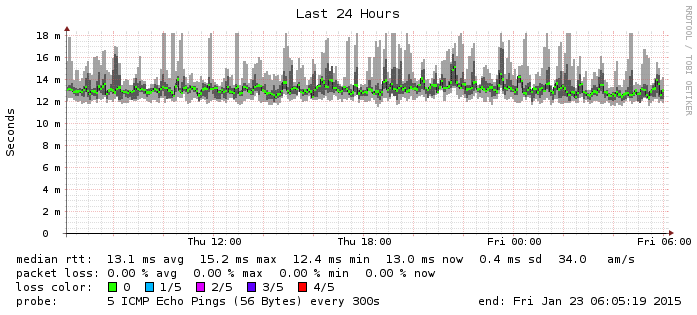 Last 24 Hours
RRDTOOL / TOBI OETIKER
Seconds
18 m
16 m
14 m
12 m
10 m
8 m
6 m
4 m
2 m
0
Thu 12:00 Thu 18:00 Fri 00:00 Fri 06:00
median rtt: 13.1 ms avg 15.2 ms max 12.4 ms min 13.0 ms now 0.4 ms sd 34.0 am/s
packet loss: 0.00 % avg 0.00 % max 0.00 % min 0.00 % now
loss color: 0 1/5 2/5 3/5 4/5
probe: 5 ICMP Echo Pings (56 Bytes) every 300s end: Fri Jan 23 06:05:19 2015